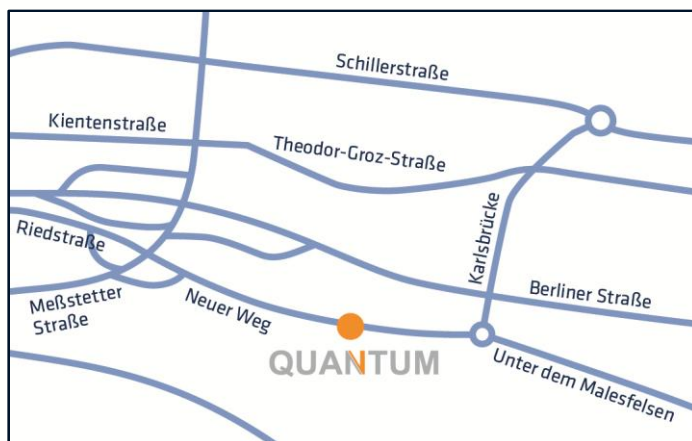 Schillerstraße
Kientenstraße
Theodor-Groz-Straße
Karlsbrücke
Riedstraße
Meßstetter
Straße
Neuer Weg
Berliner Straße
QUANTUM
Unter dem Malesfelsen